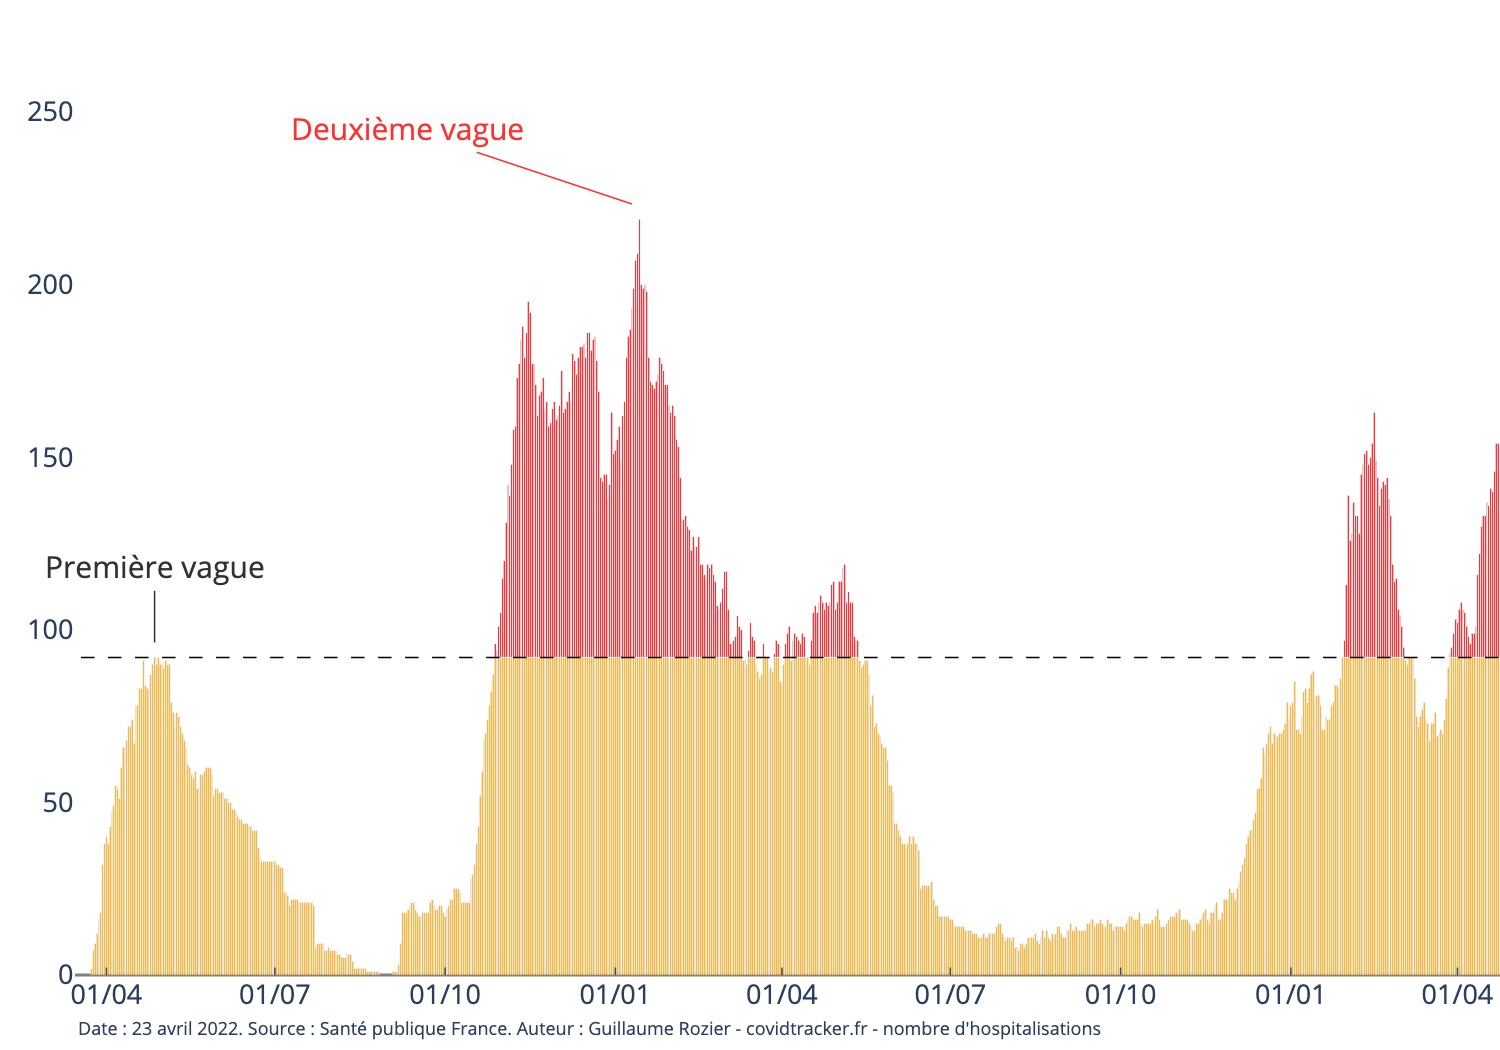 250
Deuxième vague
200
150
Première vague
100
50
0
01/04 01/07 01/10 01/01 01/04 01/07 01/10 01/01 01/04
Date : 23 avril 2022. Source : Santé publique France. Auteur : Guillaume Rozier - covidtracker.fr - nombre d'hospitalisations